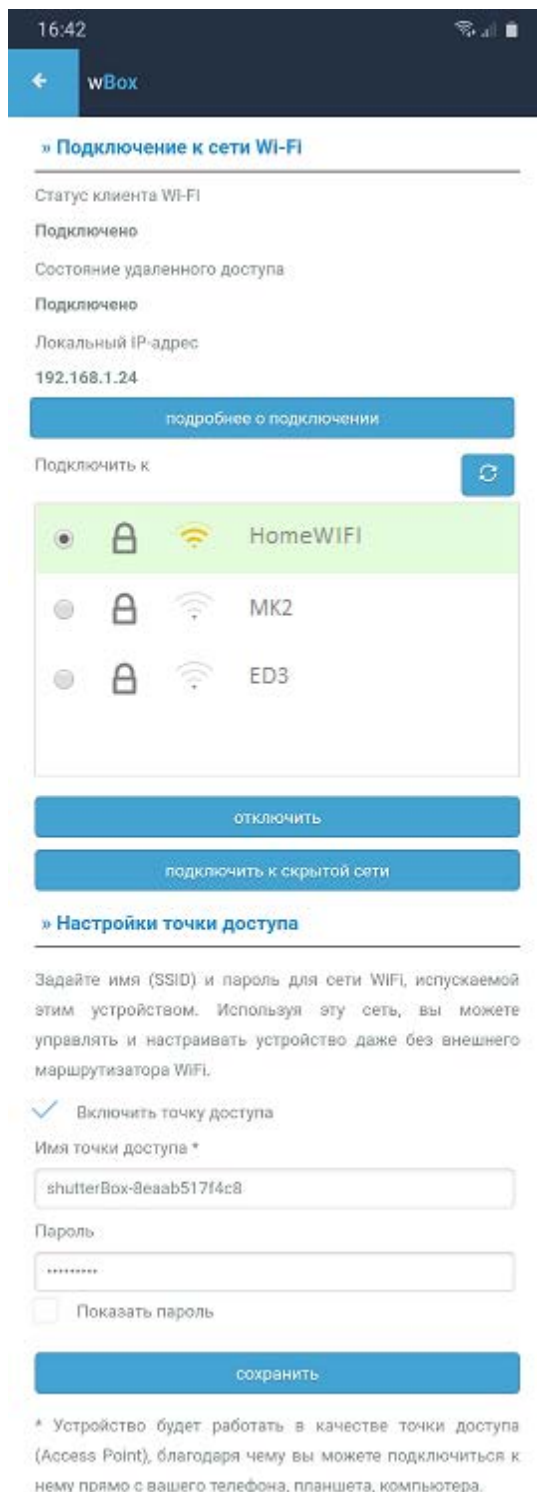 16:42
wBox
» Подключение к сети Wi-Fi
Статус клиента WI-FI
Подключено
Состояние удаленного доступа
Подключено
Локальный IP-адрес
192.168.1.24
подробнее о подключении
Подключить к
HomeWIFI
MK2
ED3
отключить
подключить к скрытой сети
» Настройки точки доступа
Задайте имя (SSID) и пароль для сети WiFi, испускаемой
этим устройством. Используя эту сеть, вы можете
управлять и настраивать устройство даже без внешнего
маршрутизатора WiFi.
Включить точку доступа
Имя точки доступа *
shutterBox-8eaab517f4c8
Пароль
•••••••••
Показать пароль
сохранить
* Устройство будет работать в качестве точки доступа
(Access Point), благодаря чему вы можете подключиться к
нему прямо с вашего телефона, планшета, компьютера.